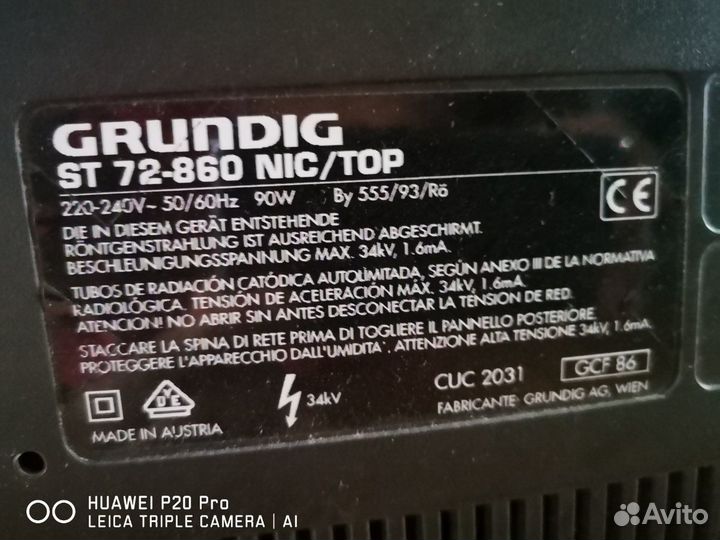 GRUNDIG
ST 72-860 NIC/TOP
220-240V~ 50/60Hz 90W By 555/93/Rö
DIE IN DIESEM GERÄT ENTSTEHENDE
RÖNTGENSTRAHLUNG IST AUSREICHEND ABGESCHIRMT.
BESCHLEUNIGUNGSSPANNUNG MAX. 34kV, 1.6mA.
TUBOS DE RADIACIÓN CATÓDICA AUTOLIMITADA, SEGÚN ANEXO III DE LA NORMATIVA
RADIOLÓGICA. TENSIÓN DE ACELERACIÓN MÁX. 34kV, 1.6mA.
ATENCION! NO ABRIR SIN ANTES DESCONECTAR LA TENSIÓN DE RED.
STACCARE LA SPINA DI RETE PRIMA DI TOGLIERE IL PANNELLO POSTERIORE.
PROTEGGERE L'APPARECCHIO DALL'UMIDITA'. ATTENZIONE ALTA TENSIONE 34kV, 1.6mA
CE
DVE
34kV
CUC 2031
GCF 86
MADE IN AUSTRIA
FABRICANTE: GRUNDIG AG, WIEN
HUAWEI P20 Pro
LEICA TRIPLE CAMERA | AI
Avito